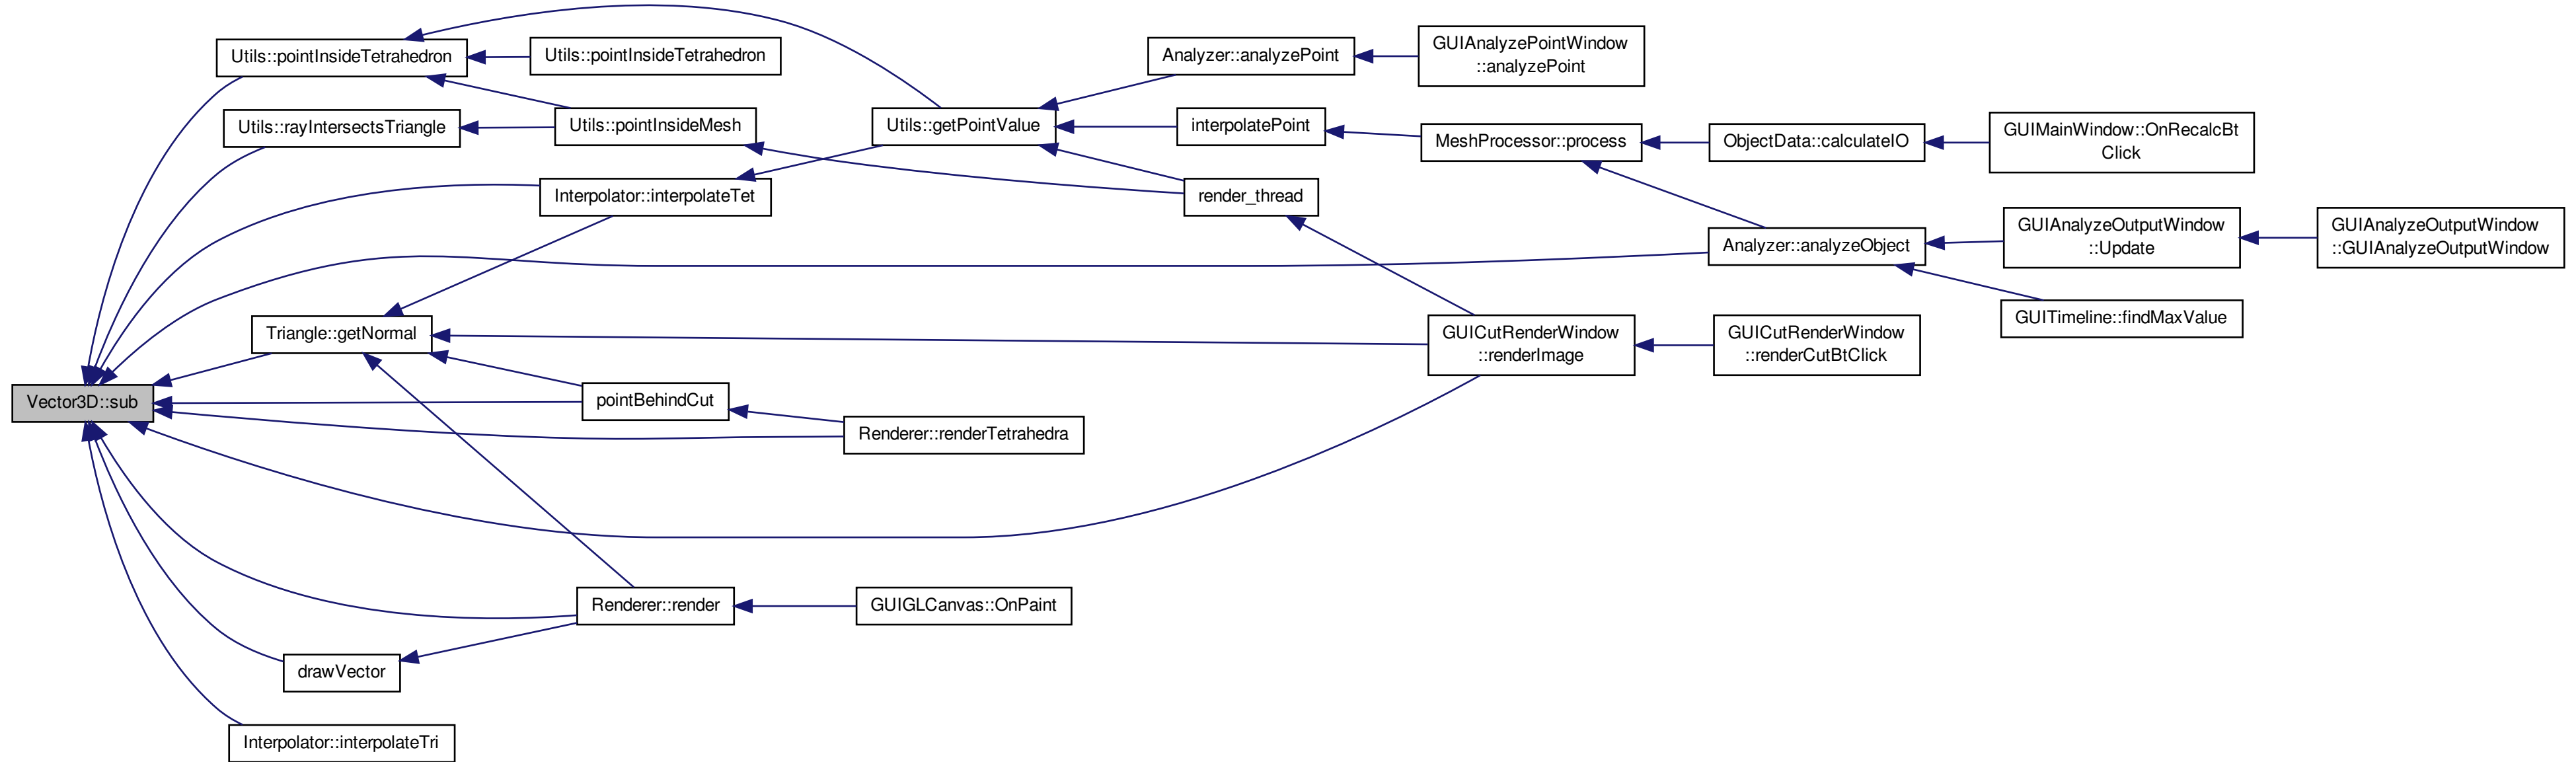 Vector3D::sub
Utils::pointInsideTetrahedron
Utils::rayIntersectsTriangle
Triangle::getNormal
drawVector
Interpolator::interpolateTri
Utils::pointInsideTetrahedron
Utils::pointInsideMesh
Interpolator::interpolateTet
pointBehindCut
Renderer::render
Utils::getPointValue
Renderer::renderTetrahedra
GUIGLCanvas::OnPaint
Analyzer::analyzePoint
interpolatePoint
render_thread
GUIAnalyzePointWindow
::analyzePoint
MeshProcessor::process
GUICutRenderWindow
::renderImage
ObjectData::calculateIO
Analyzer::analyzeObject
GUICutRenderWindow
::renderCutBtClick
GUIMainWindow::OnRecalcBt
Click
GUIAnalyzeOutputWindow
::Update
GUITimeline::findMaxValue
GUIAnalyzeOutputWindow
::GUIAnalyzeOutputWindow